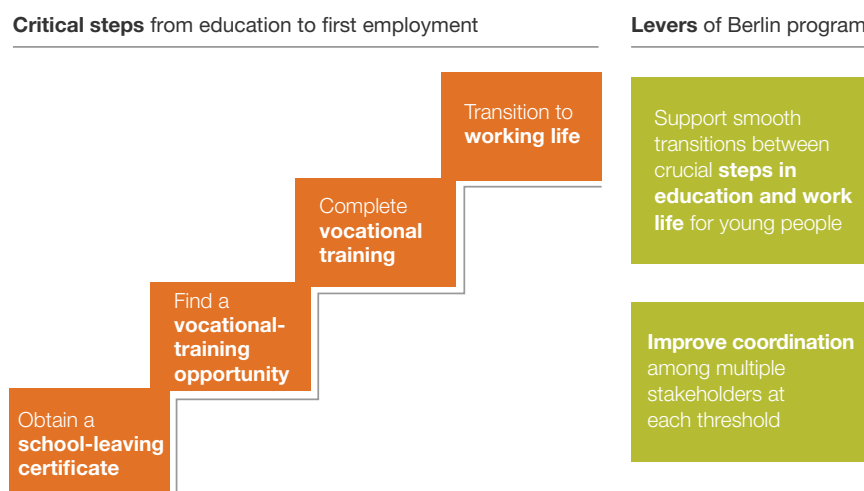 Critical steps from education to first employment
Transition to
working life
Complete
vocational
training
Find a
vocational-
training
opportunity
Obtain a
school-leaving
certificate
Levers of Berlin program
Support smooth
transitions between
crucial steps in
education and work
life for young people
Improve coordination
among multiple
stakeholders at
each threshold